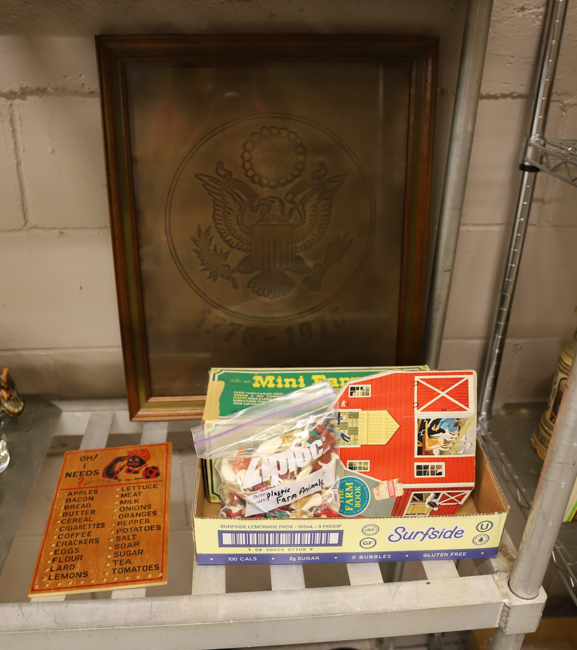 1776-1976
Mini Farm
Ziploc
plastic
Farm Animals
FARM
BOOK
SURFSIDE LEMONADE PACK - 355mL - 9 PROOF
Surfside
GF
U
100 CALS • 2g SUGAR • 0 BUBBLES • GLUTEN FREE
OH!
NEEDS
?
APPLES
BACON
BREAD
BUTTER
CEREAL
CIGARETTES
COFFEE
CRACKERS
EGGS
FLOUR
LARD
LEMONS
LETTUCE
MEAT
MILK
ONIONS
ORANGES
PEPPER
POTATOES
SALT
SOAP
SUGAR
TEA
TOMATOES